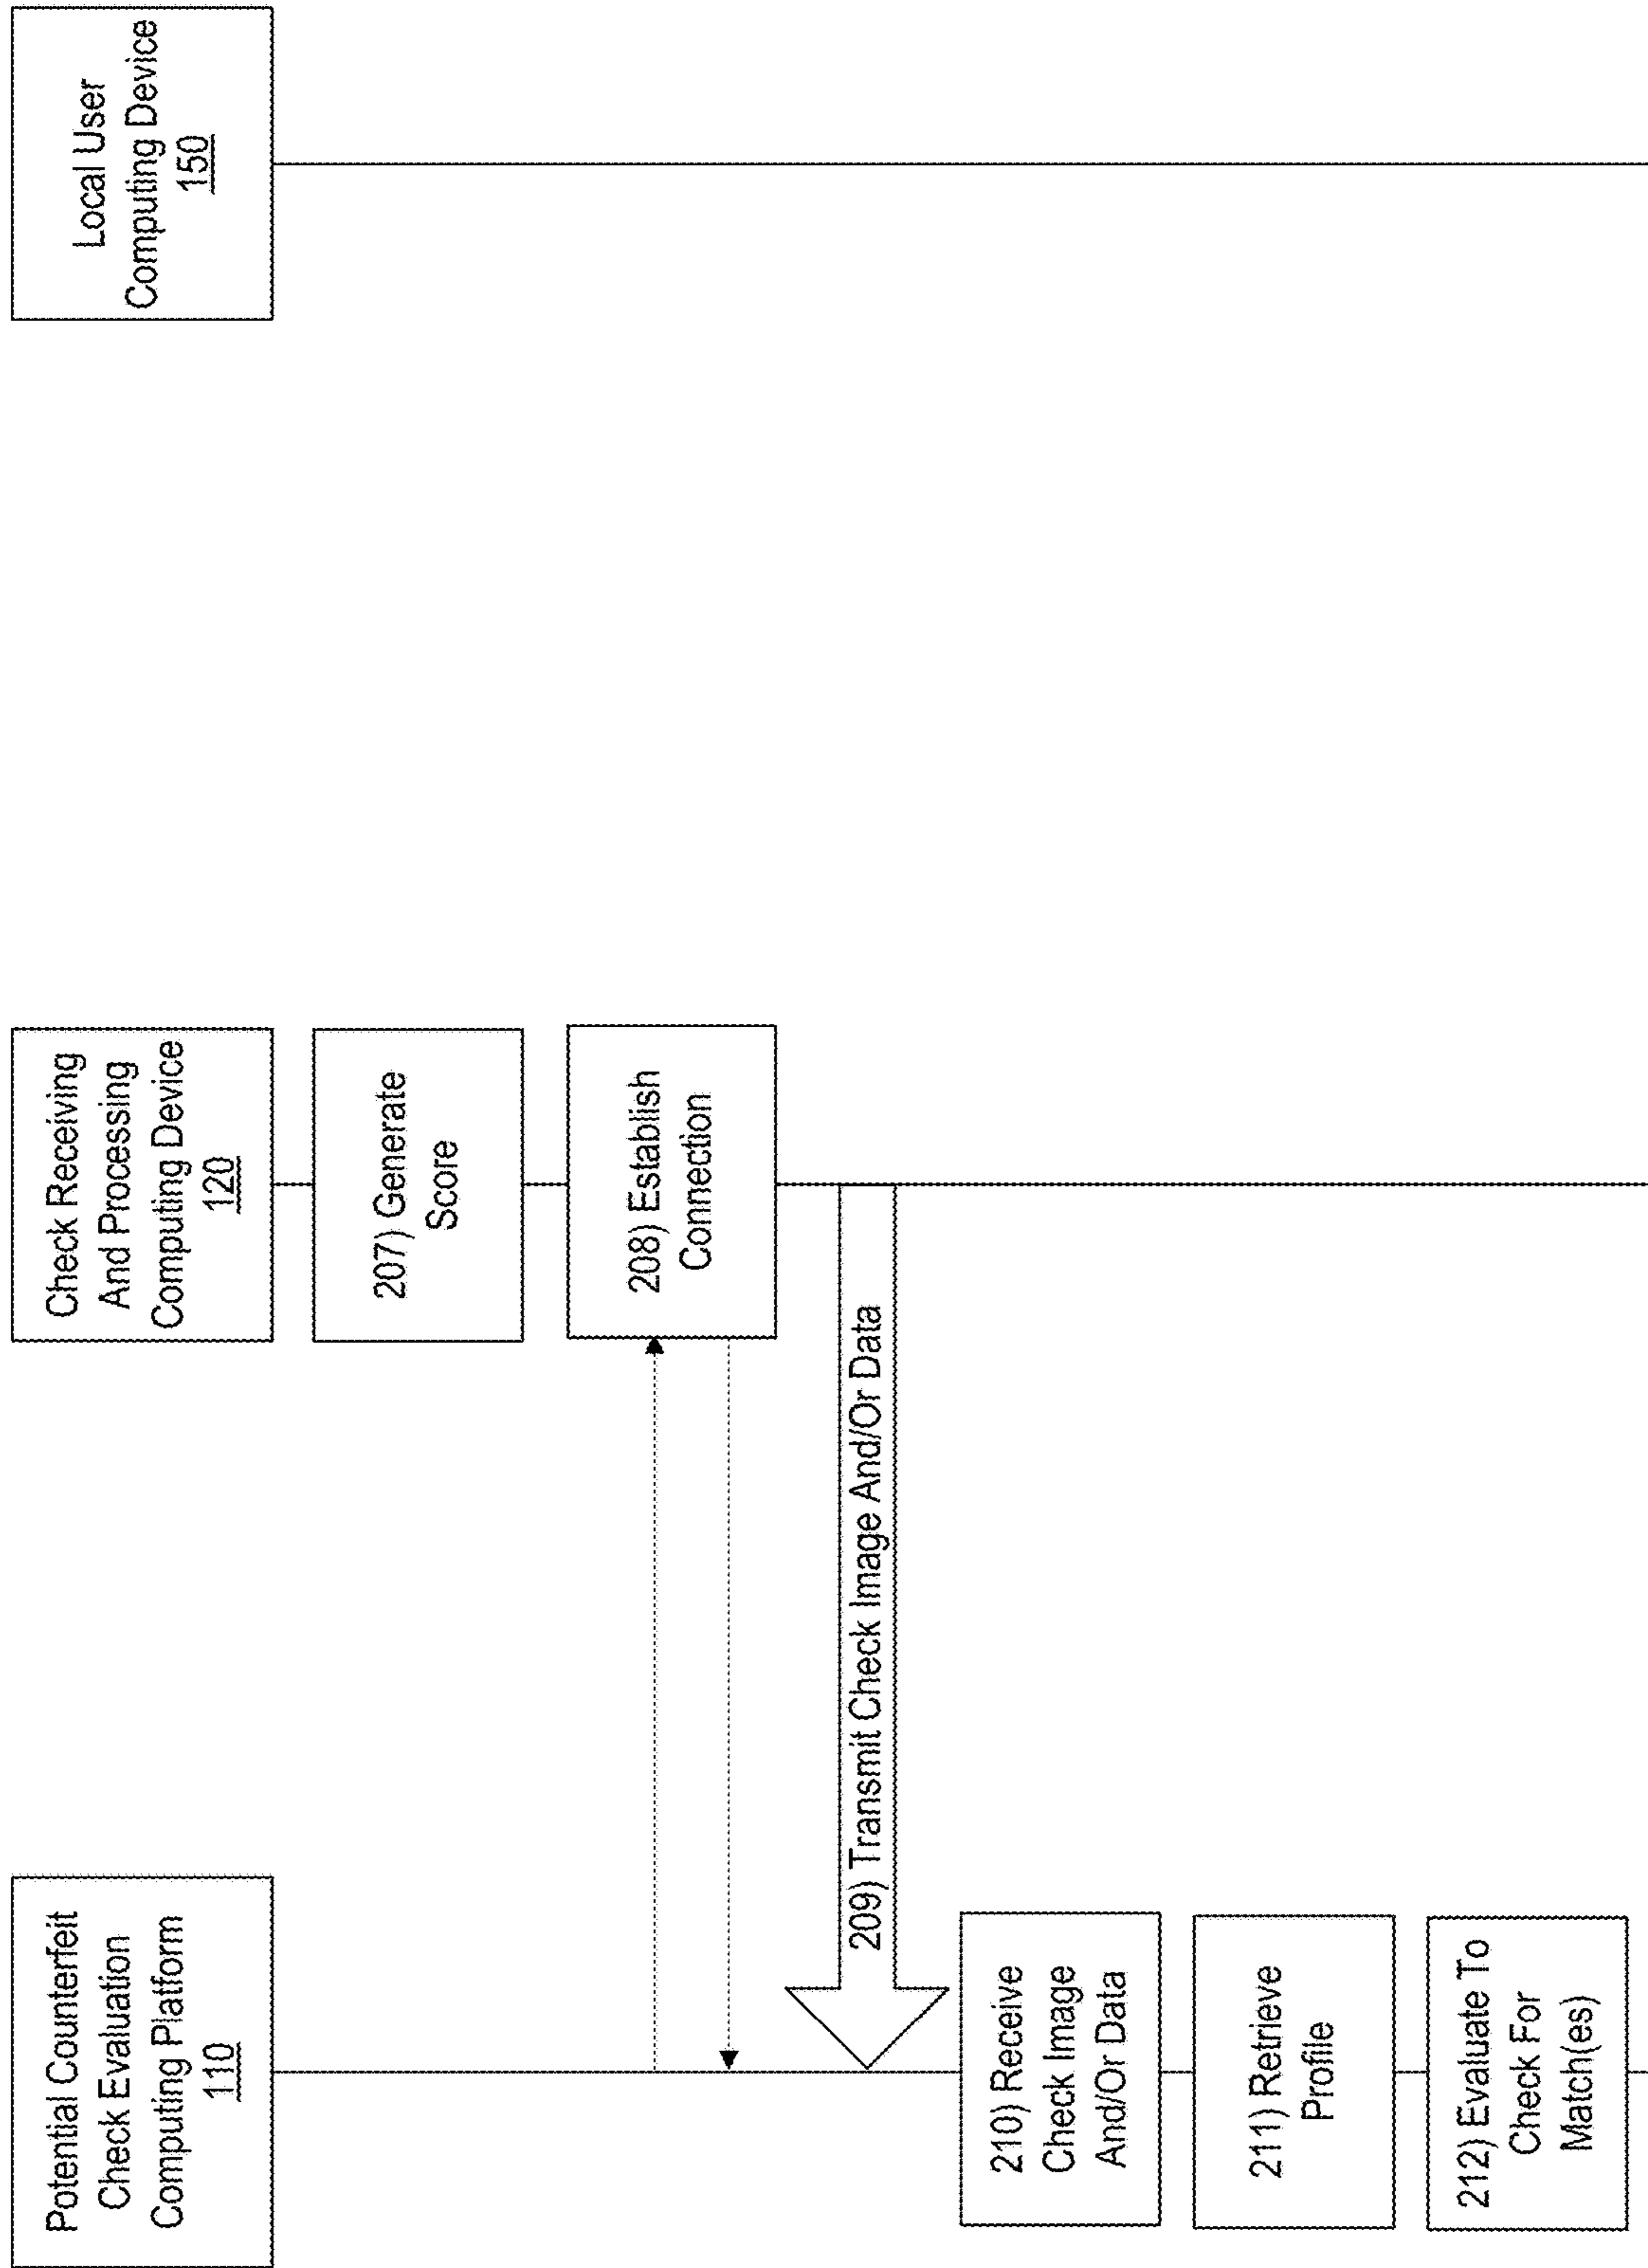 Potential Counterfeit
Check Evaluation
Computing Platform
110
Check Receiving
And Processing
Computing Device
120
Local User
Computing Device
150
207) Generate
Score
208) Establish
Connection
209) Transmit Check Image And/Or Data
210) Receive
Check Image
And/Or Data
211) Retrieve
Profile
212) Evaluate To
Check For
Match(es)